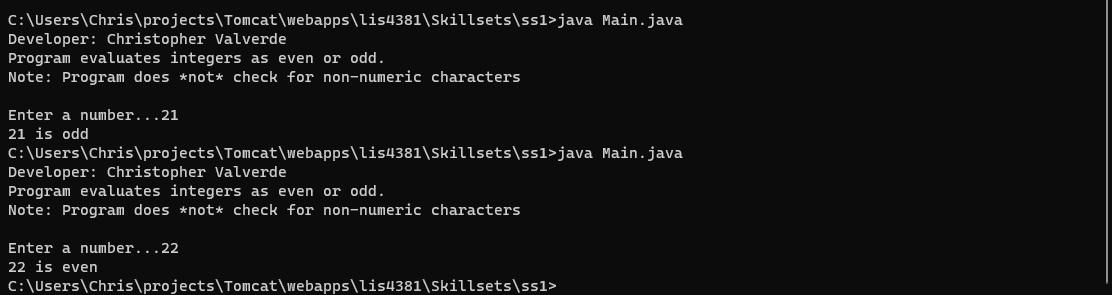 C:\Users\Chris\projects\Tomcat\webapps\lis4381\Skillsets\ss1>java Main.java
Developer: Christopher Valverde
Program evaluates integers as even or odd.
Note: Program does *not* check for non-numeric characters

Enter a number...21
21 is odd
C:\Users\Chris\projects\Tomcat\webapps\lis4381\Skillsets\ss1>java Main.java
Developer: Christopher Valverde
Program evaluates integers as even or odd.
Note: Program does *not* check for non-numeric characters

Enter a number...22
22 is even
C:\Users\Chris\projects\Tomcat\webapps\lis4381\Skillsets\ss1>